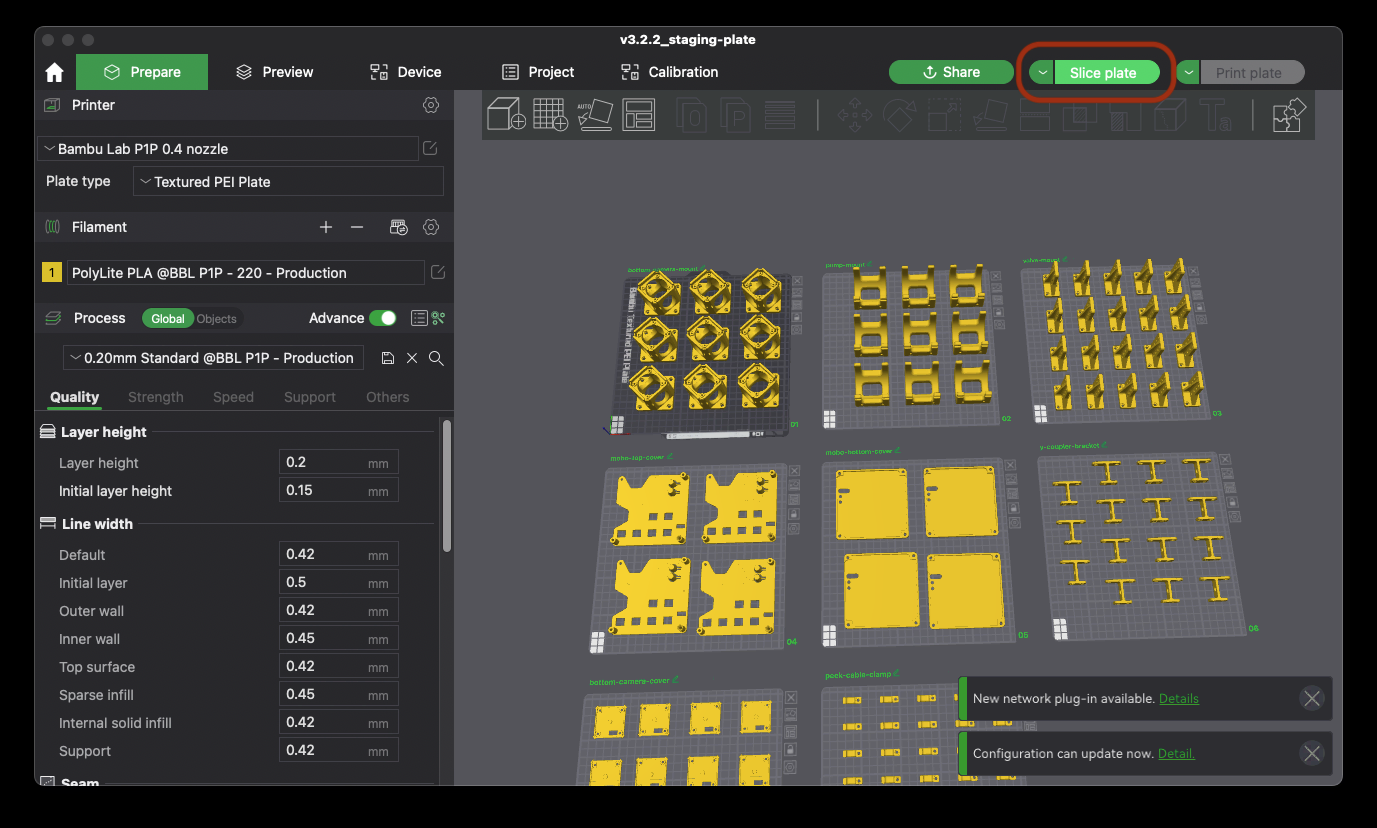 v3.2.2_staging-plate
Prepare
Preview
Device
Project
Calibration
Share
Slice plate
Print plate
Printer
AUTO
Bambu Lab P1P 0.4 nozzle
Plate type
Textured PEI Plate
Filament
1
PolyLite PLA @BBL P1P - 220 - Production
Process
Global
Objects
Advance
0.20mm Standard @BBL P1P - Production
Quality
Strength
Speed
Support
Others
Layer height
Layer height 0.2 mm
Initial layer height 0.15 mm
Line width
Default 0.42 mm
Initial layer 0.5 mm
Outer wall 0.42 mm
Inner wall 0.45 mm
Top surface 0.42 mm
Sparse infill 0.45 mm
Internal solid infill 0.42 mm
Support 0.42 mm
Seam
bottom-camera-mount
pump-mount
valve-mount
Bambu Textured PEI Plate
01
02
03
mobo-top-cover
mobo-bottom-cover
y-coupler-bracket
04
05
06
bottom-camera-cover
peek-cable-clamp
New network plug-in available. Details
Configuration can update now. Detail.